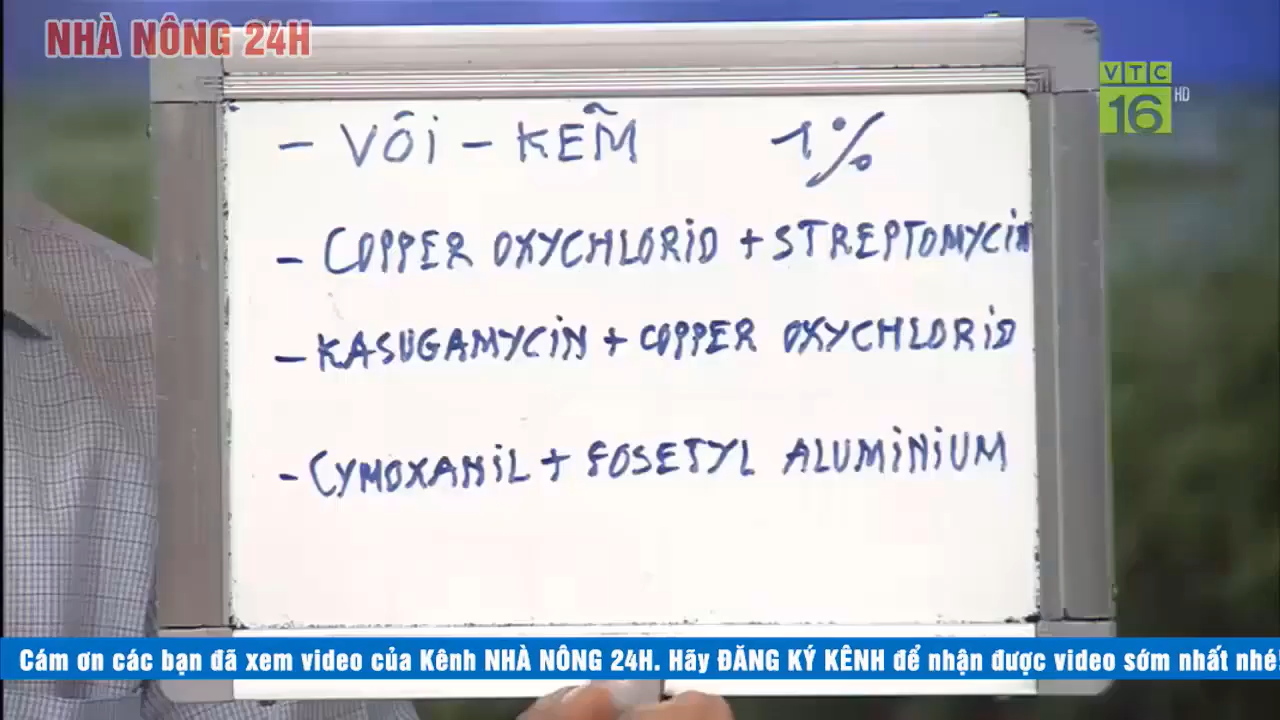 NHÀ NÔNG 24H
VTC
16 HD
- VÔI - KẼM 1%
- COPPER OXYCHLORID + STREPTOMYCIN
- KASUGAMYCIN + COPPER OXYCHLORID
- CYMOXANIL + FOSETYL ALUMINIUM
Cám ơn các bạn đã xem video của Kênh NHÀ NÔNG 24H. Hãy ĐĂNG KÝ KÊNH để nhận được video sớm nhất nhé!